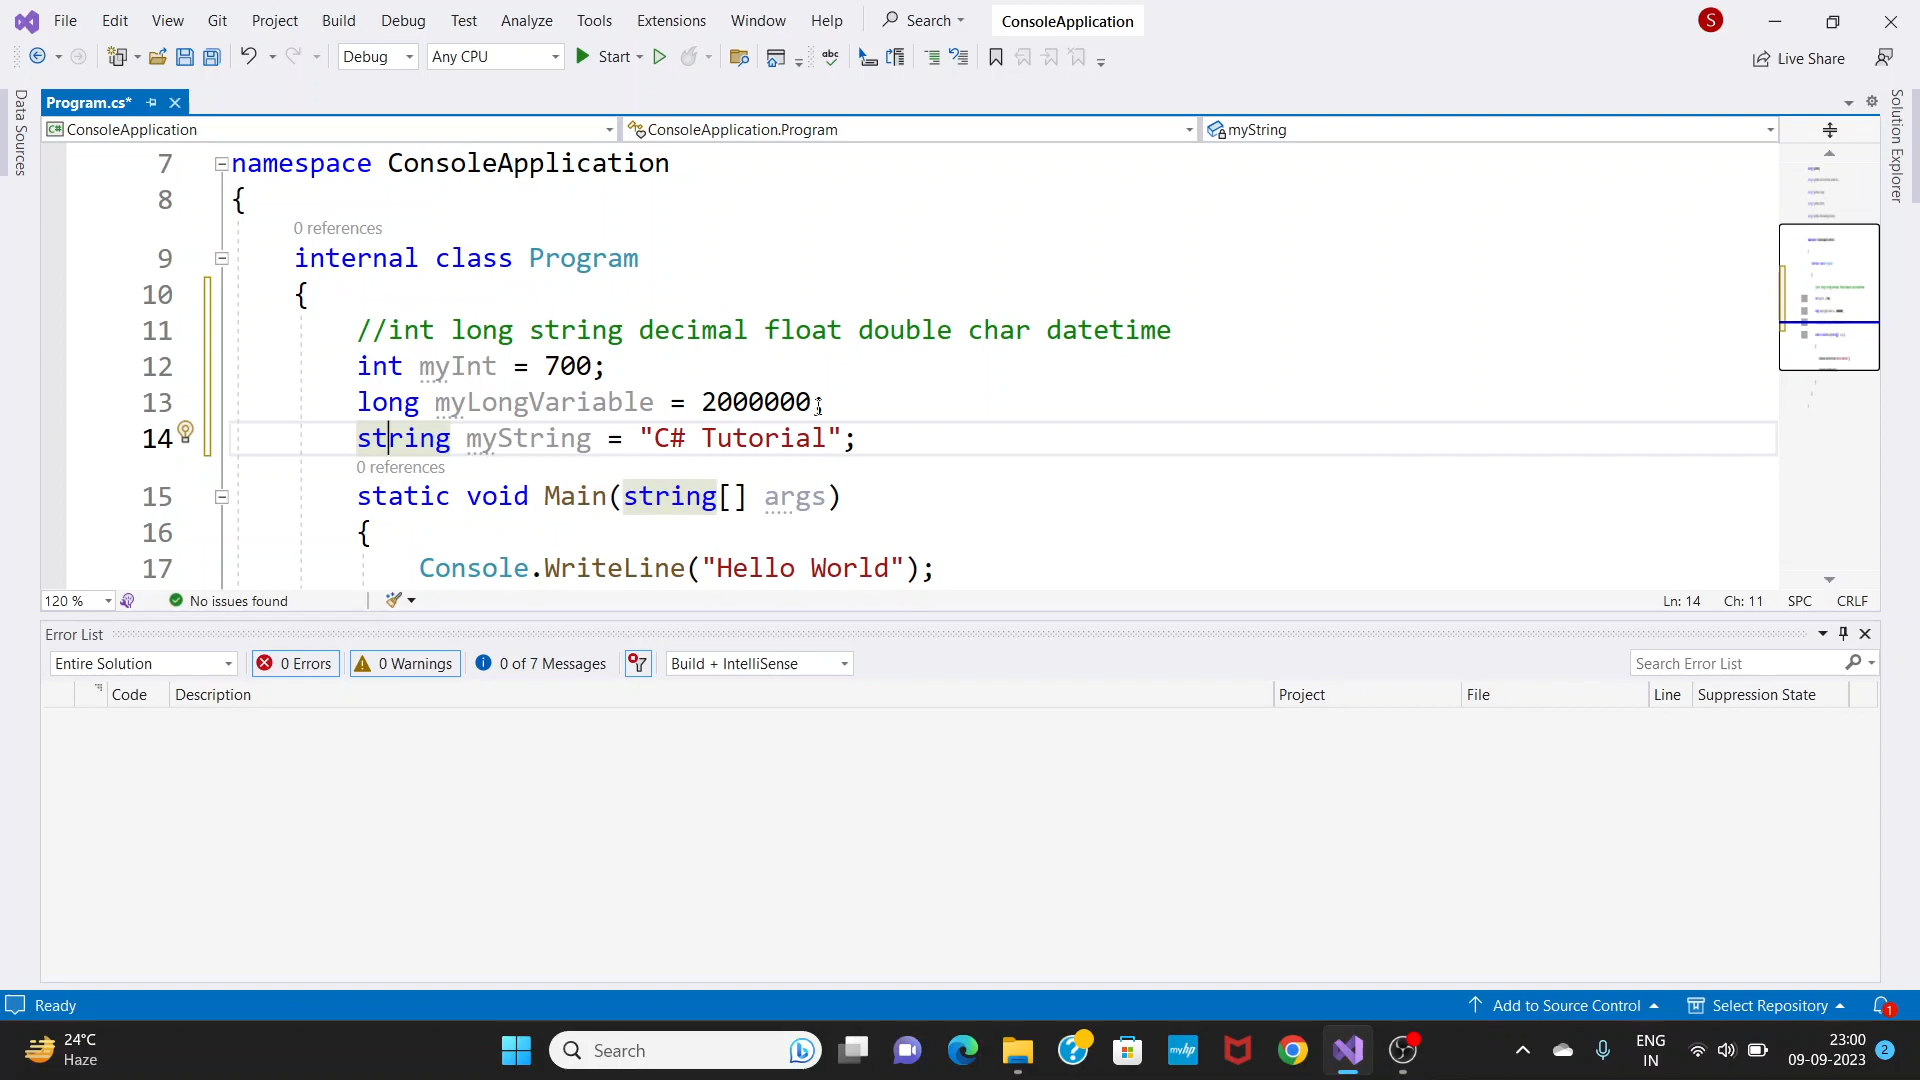 File Edit View Git Project Build Debug Test Analyze Tools Extensions Window Help Search ConsoleApplication S
Debug Any CPU Start abc Live Share
Data Sources
Program.cs*
Solution Explorer
C# ConsoleApplication ConsoleApplication.Program myString
7 namespace ConsoleApplication
8 {
0 references
9 internal class Program
10 {
11 //int long string decimal float double char datetime
12 int myInt = 700;
13 long myLongVariable = 2000000;
14 string myString = "C# Tutorial";
0 references
15 static void Main(string[] args)
16 {
17 Console.WriteLine("Hello World");
120 % No issues found Ln: 14 Ch: 11 SPC CRLF
Error List
Entire Solution 0 Errors 0 Warnings 0 of 7 Messages Build + IntelliSense Search Error List
Code Description Project File Line Suppression State
Ready Add to Source Control Select Repository 1
24°C
Haze
Search
myhp
ENG
IN
23:00
09-09-2023
2